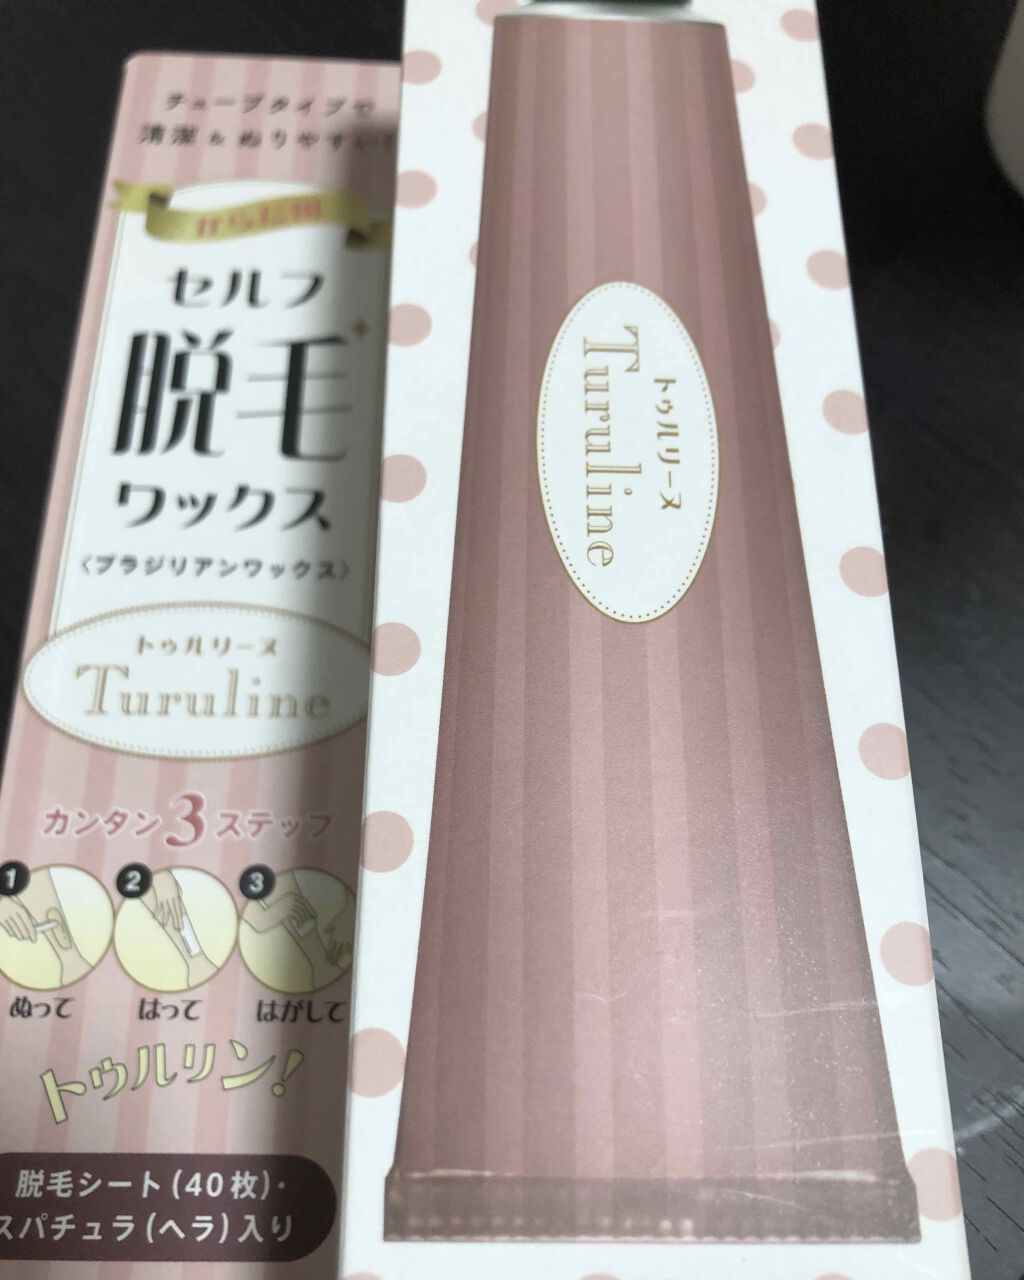 チューブタイプで
清潔&ぬりやすい!
からだ用
セルフ
脱毛
ワックス
〈ブラジリアンワックス〉
トゥルリーヌ
Turuline
カンタン3ステップ
1 2 3
ぬって はって はがして
トゥルリン!
脱毛シート(40枚)・
スパチュラ(ヘラ)入り
トゥルリーヌ
Turuline